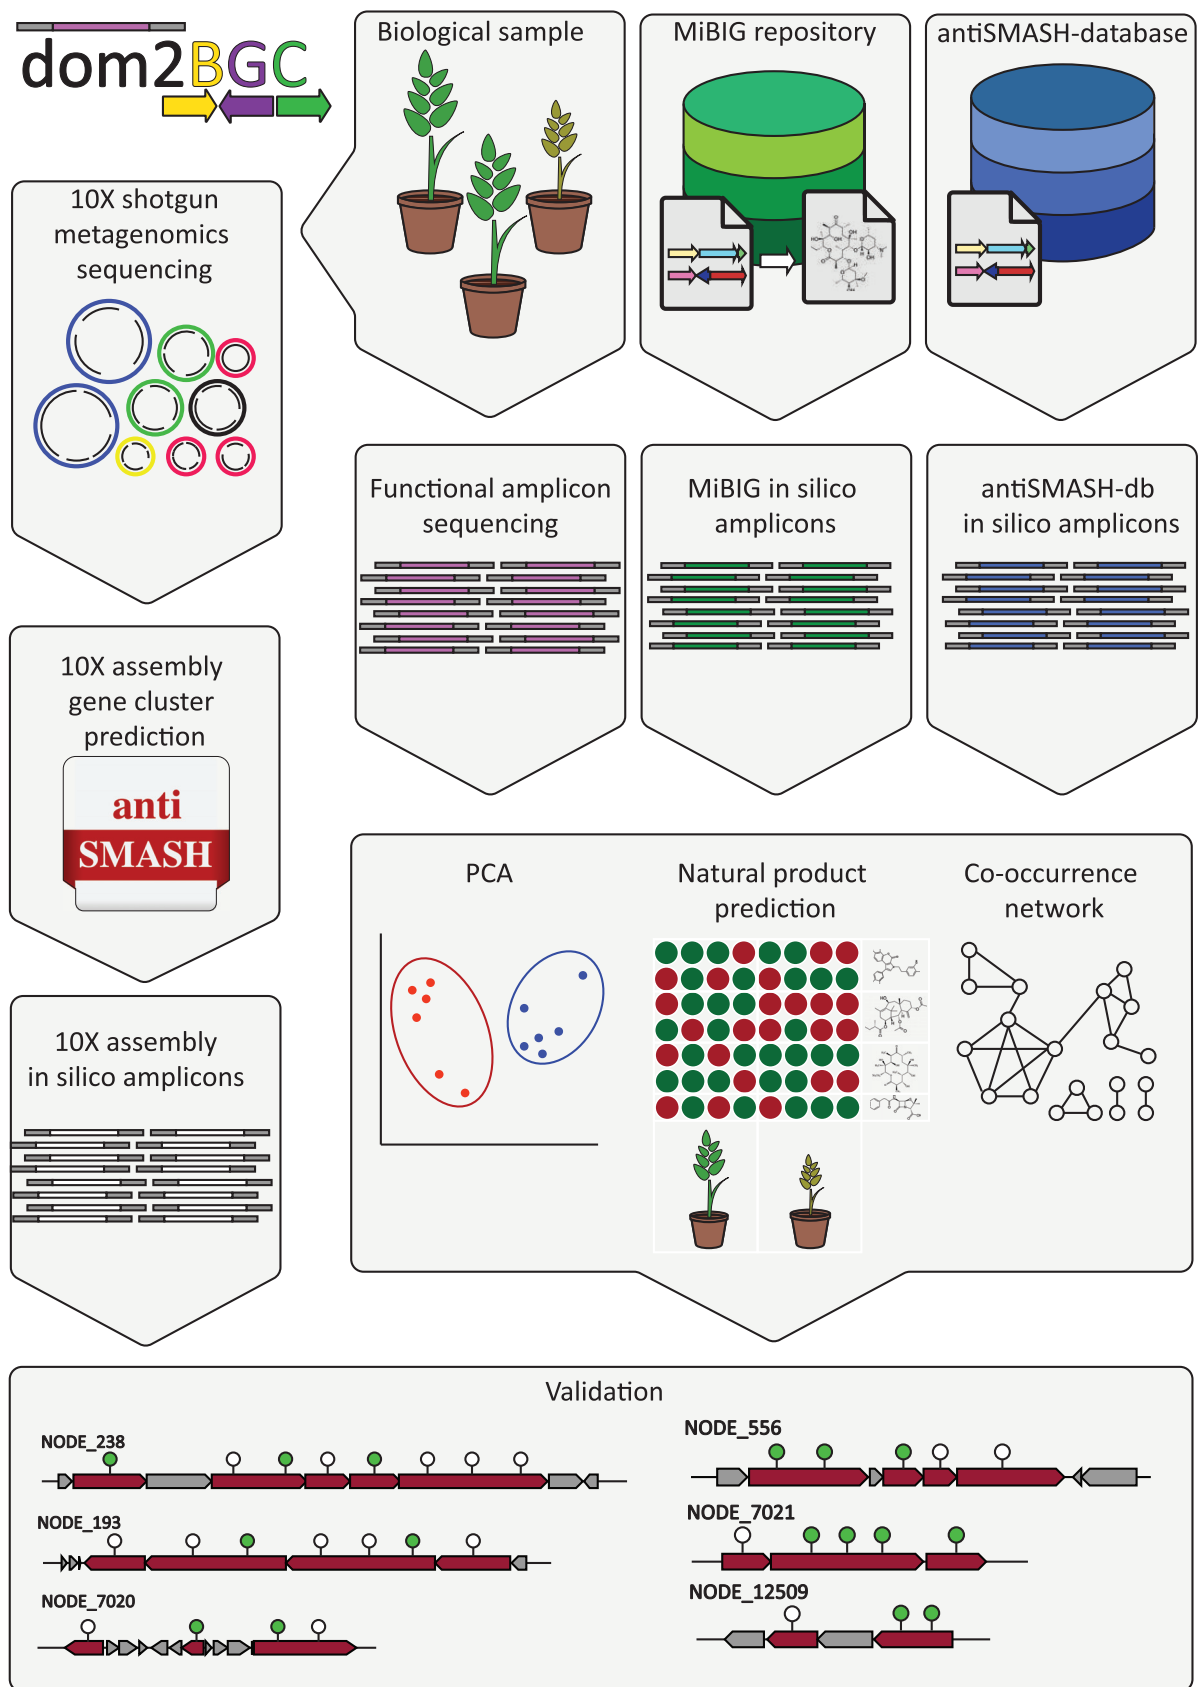 dom2BGC
Biological sample
MiBIG repository
antiSMASH-database
10X shotgun
metagenomics
sequencing
Functional amplicon
sequencing
MiBIG in silico
amplicons
antiSMASH-db
in silico amplicons
10X assembly
gene cluster
prediction
anti
SMASH
PCA
Natural product
prediction
Co-occurrence
network
10X assembly
in silico amplicons
Validation
NODE_238
NODE_556
NODE_193
NODE_7021
NODE_7020
NODE_12509